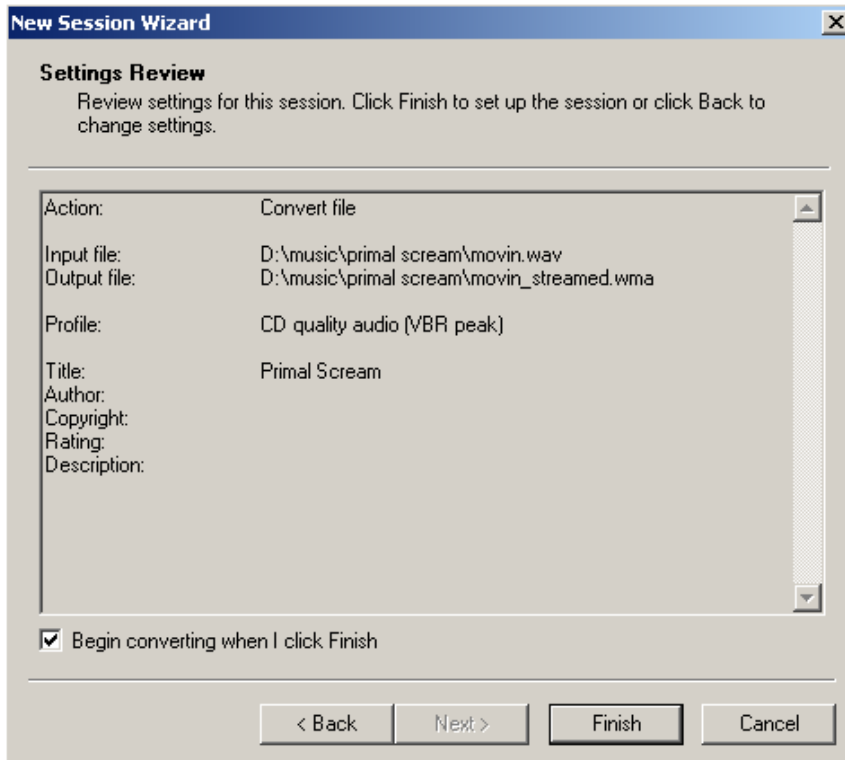 New Session Wizard
Settings Review
Review settings for this session. Click Finish to set up the session or click Back to
change settings.
Action: Convert file
Input file: D:\music\primal scream\movin.wav
Output file: D:\music\primal scream\movin_streamed.wma
Profile: CD quality audio (VBR peak)
Title: Primal Scream
Author:
Copyright:
Rating:
Description:
Begin converting when I click Finish
< Back Next > Finish Cancel